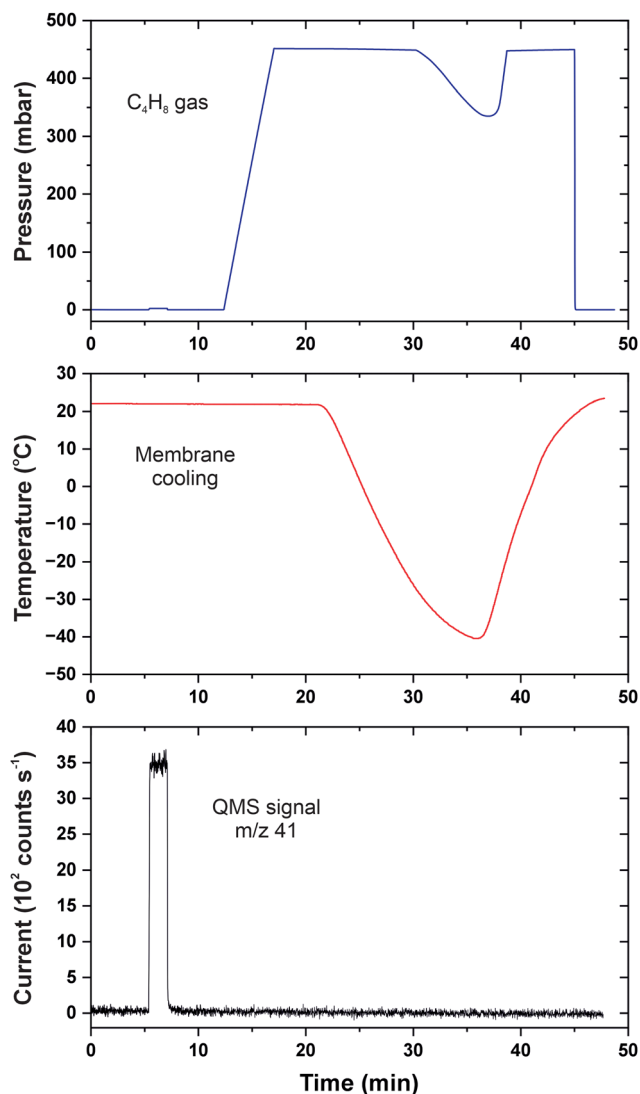 500
400
300
200
100
0
Pressure (mbar)
C₄H₈ gas
0 10 20 30 40 50
30
20
10
0
−10
−20
−30
−40
−50
Temperature (°C)
Membrane
cooling
0 10 20 30 40 50
40
35
30
25
20
15
10
5
0
Current (10² counts s⁻¹)
QMS signal
m/z 41
0 10 20 30 40 50
Time (min)